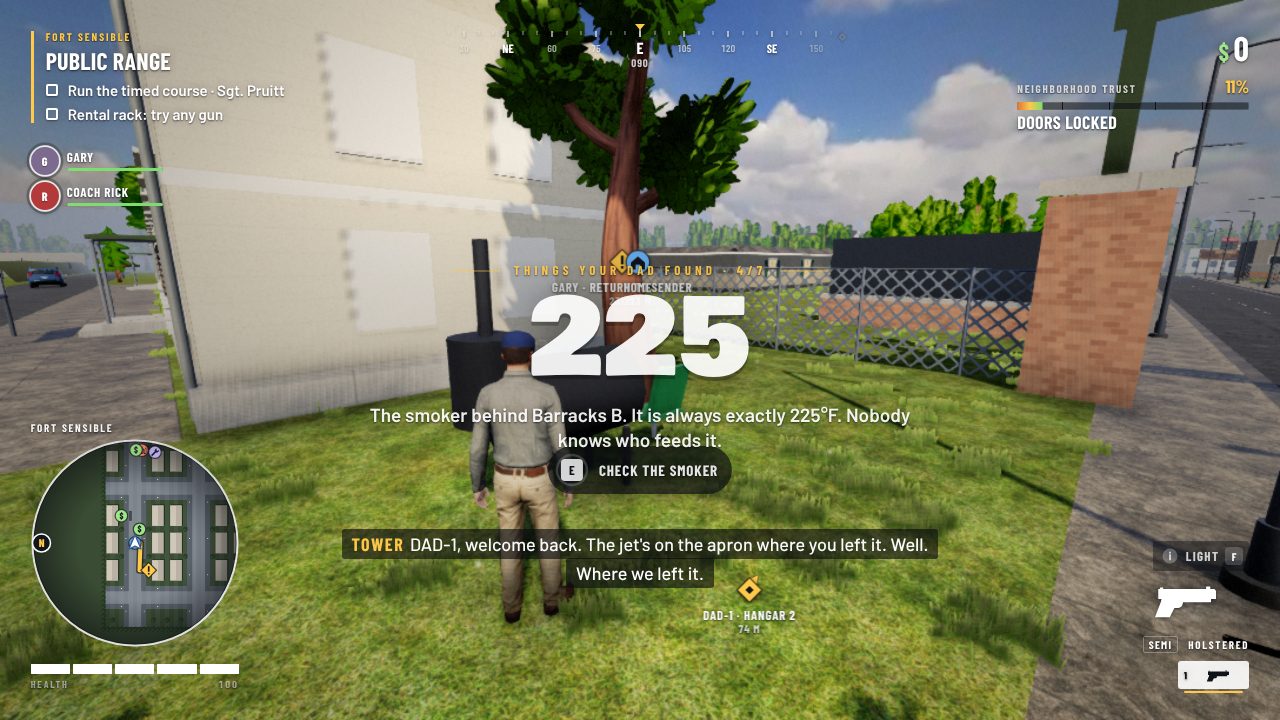 FORT SENSIBLE
PUBLIC RANGE
Run the timed course · Sgt. Pruitt
Rental rack: try any gun
G GARY
R COACH RICK
30 NE 60 75 E 105 120 SE 150
090
$0
NEIGHBORHOOD TRUST 11%
DOORS LOCKED
THINGS YOUR DAD FOUND · 4/7
225
The smoker behind Barracks B. It is always exactly 225°F. Nobody
knows who feeds it.
E CHECK THE SMOKER
TOWER DAD-1, welcome back. The jet's on the apron where you left it. Well.
Where we left it.
DAD-1 · HANGAR 2
74 M
FORT SENSIBLE
N
HEALTH 100
i LIGHT F
SEMI HOLSTERED
1